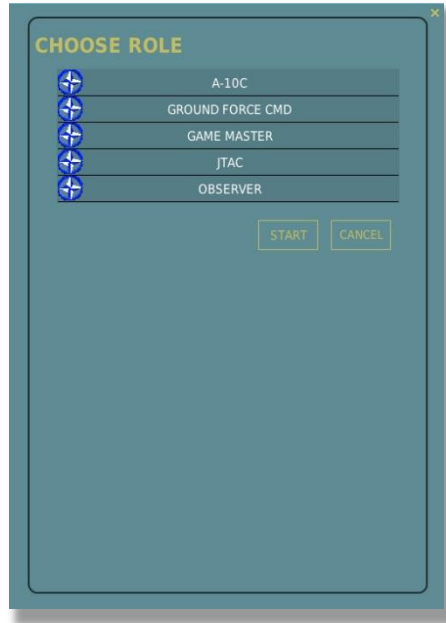 CHOOSE ROLE
A-10C
GROUND FORCE CMD
GAME MASTER
JTAC
OBSERVER
START CANCEL